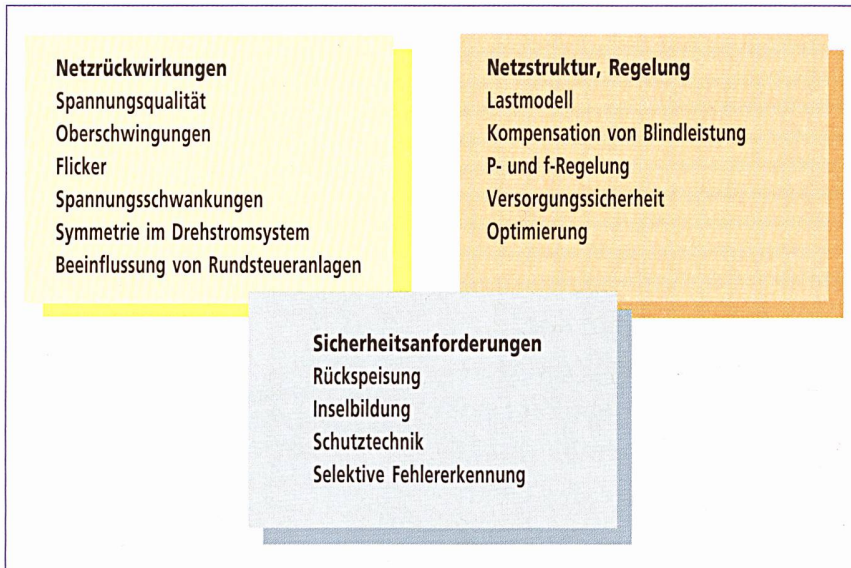 Netzrückwirkungen
Spannungsqualität
Oberschwingungen
Flicker
Spannungsschwankungen
Symmetrie im Drehstromsystem
Beeinflussung von Rundsteueranlagen
Netzstruktur, Regelung
Lastmodell
Kompensation von Blindleistung
P- und f-Regelung
Versorgungssicherheit
Optimierung
Sicherheitsanforderungen
Rückspeisung
Inselbildung
Schutztechnik
Selektive Fehlererkennung